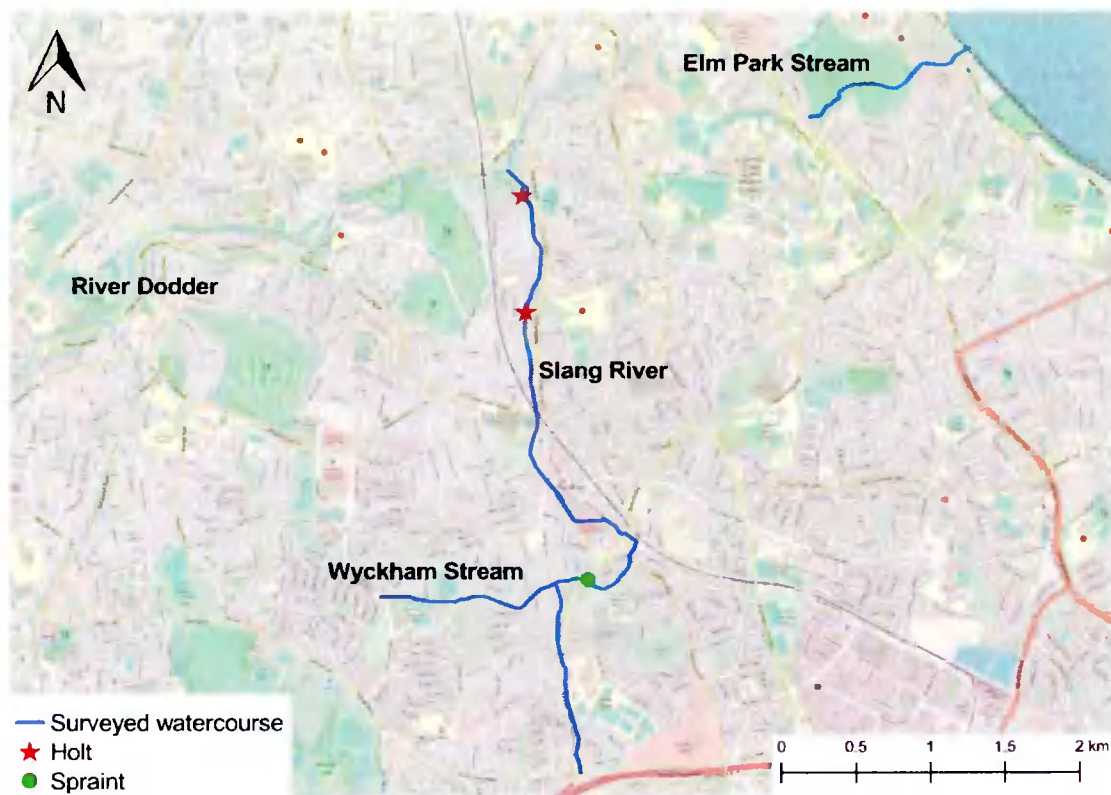 N
Elm Park Stream
River Dodder
Slang River
Wyckham Stream
Surveyed watercourse
Holt
Spraint
0 0.5 1 1.5 2 km